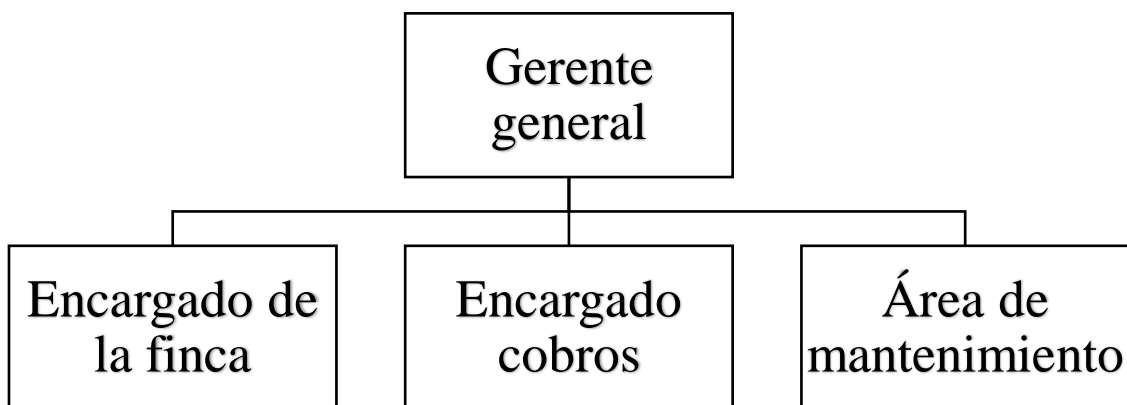 Gerente
general
Encargado de
la finca
Encargado
cobros
Área de
mantenimiento